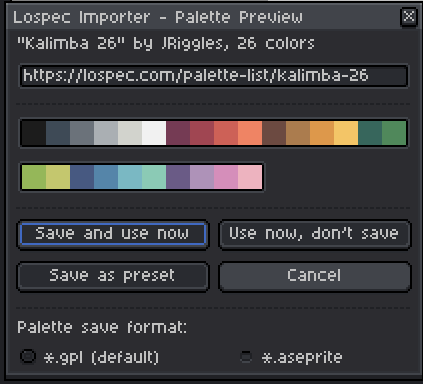 Lospec Importer - Palette Preview
"Kalimba 26" by JRiggles, 26 colors
https://lospec.com/palette-list/kalimba-26
Save and use now
Use now, don't save
Save as preset
Cancel
Palette save format:
*.gpl (default)
*.aseprite